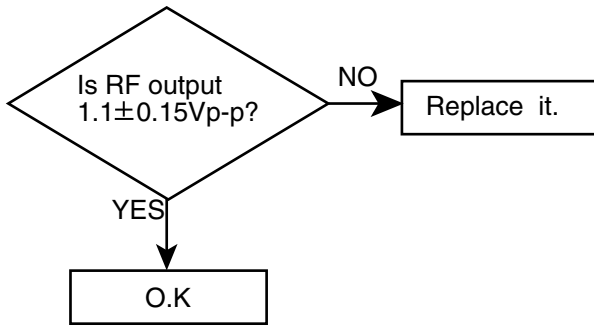 Is RF output
1.1±0.15Vp-p?
NO
Replace it.
YES
O.K